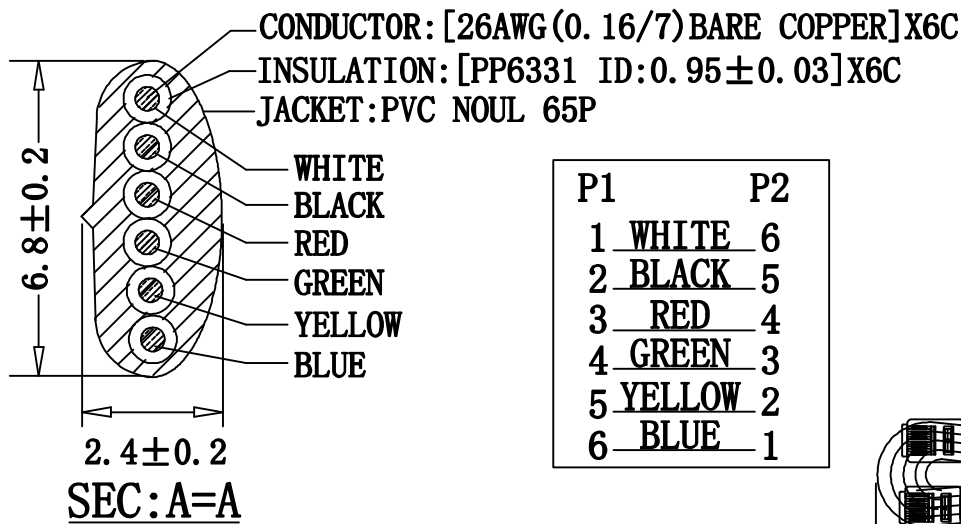 CONDUCTOR:[26AWG(0.16/7)BARE COPPER]X6C
INSULATION:[PP6331 ID:0.95±0.03]X6C
JACKET:PVC NOUL 65P
WHITE
BLACK
RED
GREEN
YELLOW
BLUE
6.8±0.2
2.4±0.2
SEC:A=A
P1 P2
1 WHITE 6
2 BLACK 5
3 RED 4
4 GREEN 3
5 YELLOW 2
6 BLUE 1